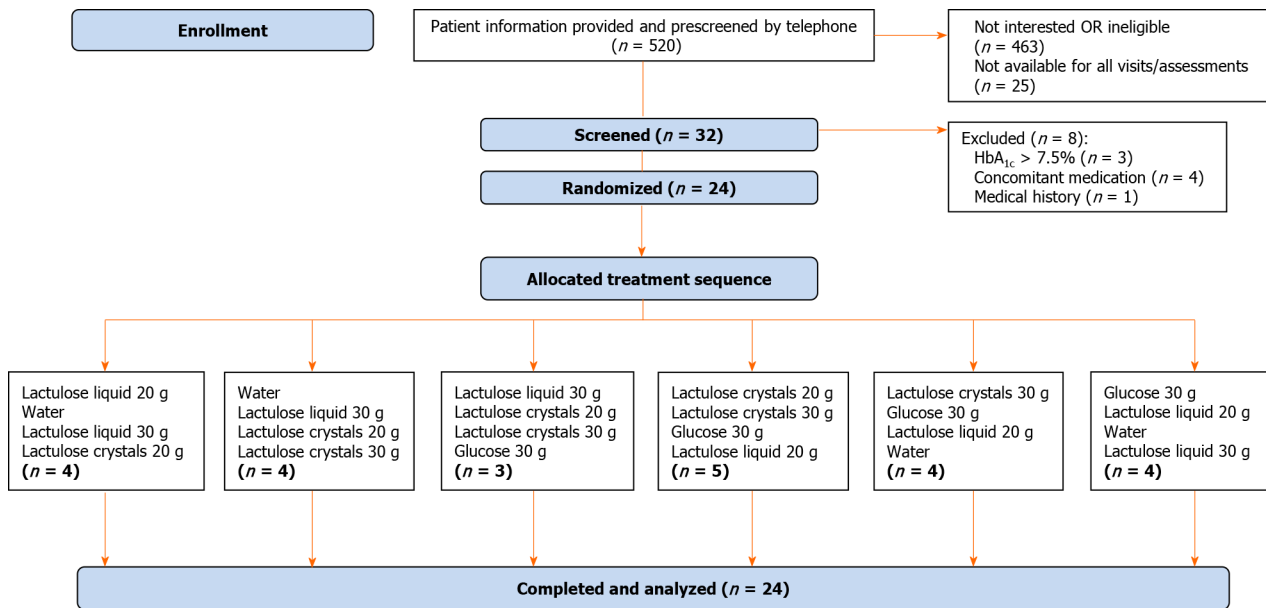 Enrollment
Patient information provided and prescreened by telephone
(n = 520)
Not interested OR ineligible
(n = 463)
Not available for all visits/assessments
(n = 25)
Screened (n = 32)
Excluded (n = 8):
HbA1c > 7.5% (n = 3)
Concomitant medication (n = 4)
Medical history (n = 1)
Randomized (n = 24)
Allocated treatment sequence
Lactulose liquid 20 g
Water
Lactulose liquid 30 g
Lactulose crystals 20 g
(n = 4)
Water
Lactulose liquid 30 g
Lactulose crystals 20 g
Lactulose crystals 30 g
(n = 4)
Lactulose liquid 30 g
Lactulose crystals 20 g
Lactulose crystals 30 g
Glucose 30 g
(n = 3)
Lactulose crystals 20 g
Lactulose crystals 30 g
Glucose 30 g
Lactulose liquid 20 g
(n = 5)
Lactulose crystals 30 g
Glucose 30 g
Lactulose liquid 20 g
Water
(n = 4)
Glucose 30 g
Lactulose liquid 20 g
Water
Lactulose liquid 30 g
(n = 4)
Completed and analyzed (n = 24)